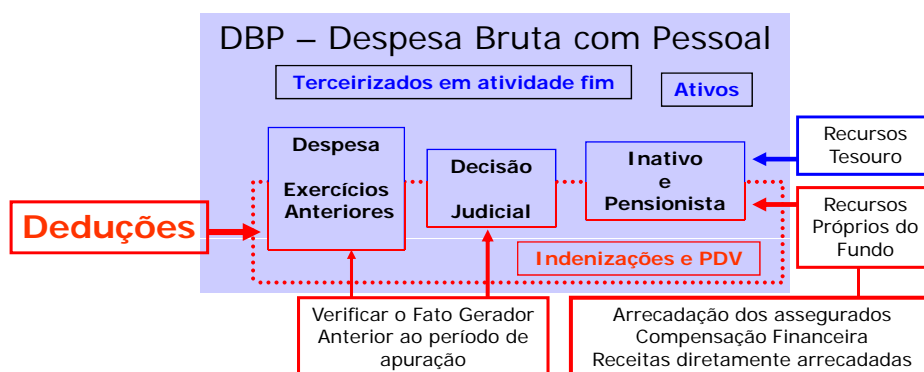 DBP – Despesa Bruta com Pessoal
Terceirizados em atividade fim
Ativos
Despesa
Exercícios
Anteriores
Decisão
Judicial
Inativo
e
Pensionista
Recursos
Tesouro
Deduções
Recursos
Próprios do
Fundo
Indenizações e PDV
Verificar o Fato Gerador
Anterior ao período de
apuração
Arrecadação dos assegurados
Compensação Financeira
Receitas diretamente arrecadadas